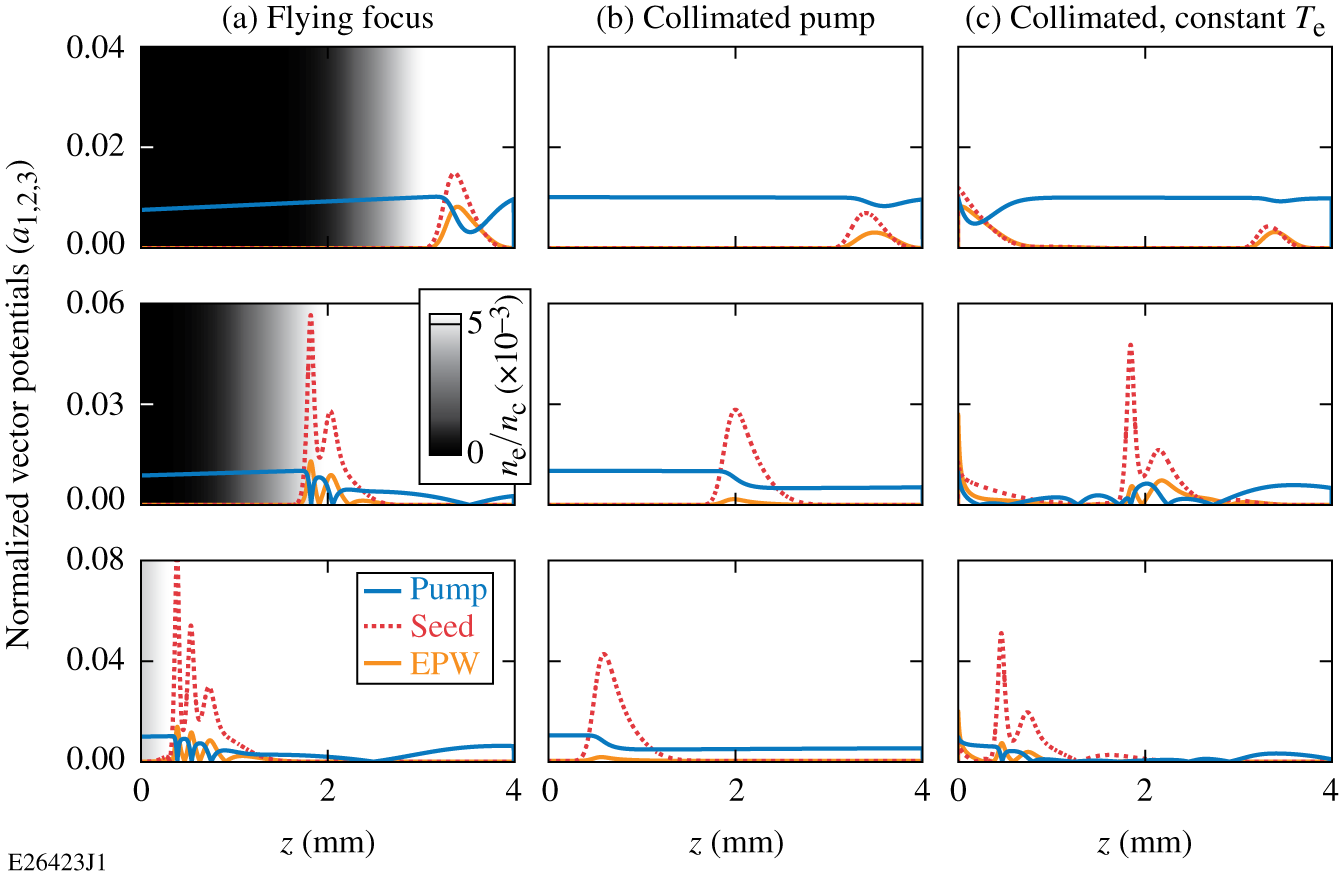 (a) Flying focus
(b) Collimated pump
(c) Collimated, constant Te
Normalized vector potentials (a1,2,3)
0.04
0.02
0.00
0.06
0.03
0.00
5
0
ne/nc (×10–3)
0.08
0.04
0.00
Pump
Seed
EPW
0 2 4
0 2 4
0 2 4
z (mm)
z (mm)
z (mm)
E26423J1